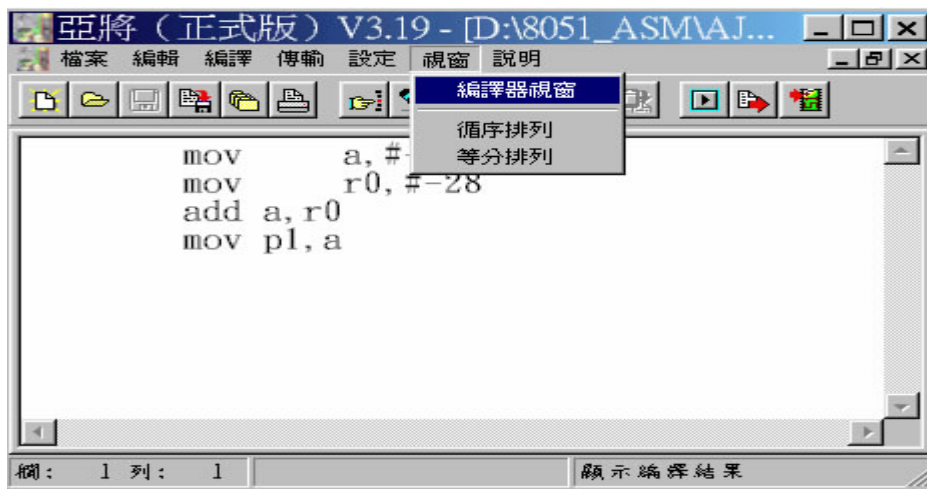 亞將（正式版） V3.19 - [D:\8051_ASM\AJ...
檔案 編輯 編譯 傳輸 設定 視窗 說明
編譯器視窗
循序排列
等分排列
mov a,#-
mov r0,#-28
add a,r0
mov p1,a
欄: 1 列: 1
顯示編譯結果